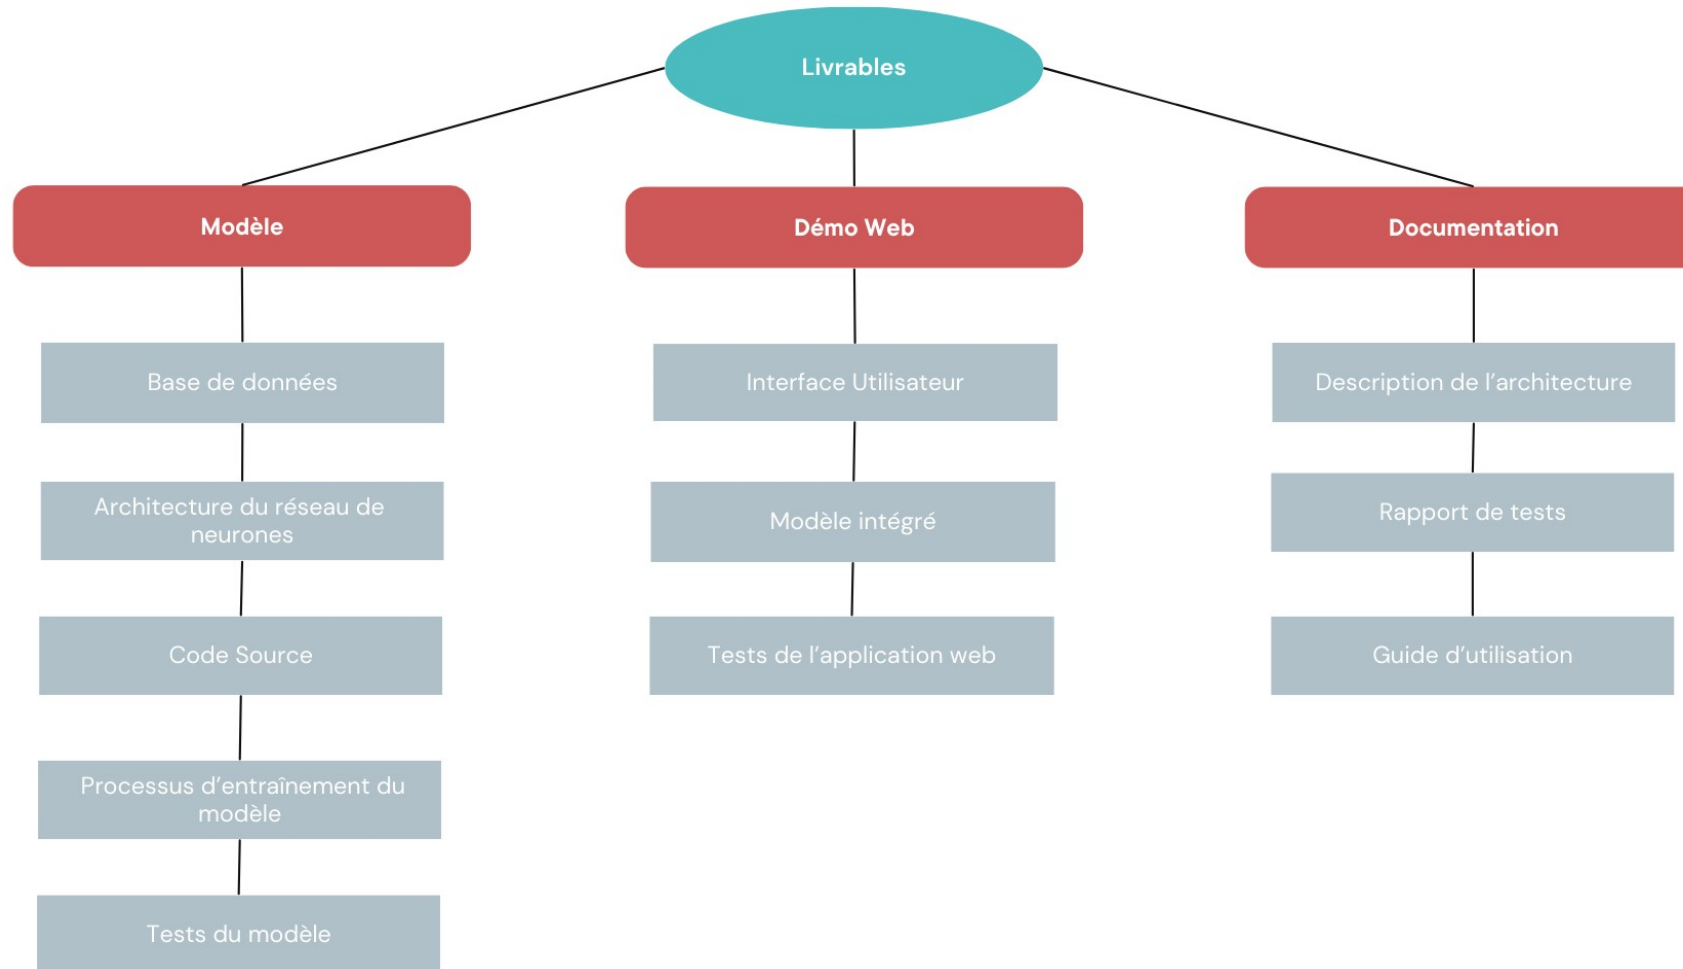 Livrables
Modèle
Démo Web
Documentation
Base de données
Interface Utilisateur
Description de l’architecture
Architecture du réseau de
neurones
Modèle intégré
Rapport de tests
Code Source
Tests de l’application web
Guide d’utilisation
Processus d’entraînement du
modèle
Tests du modèle